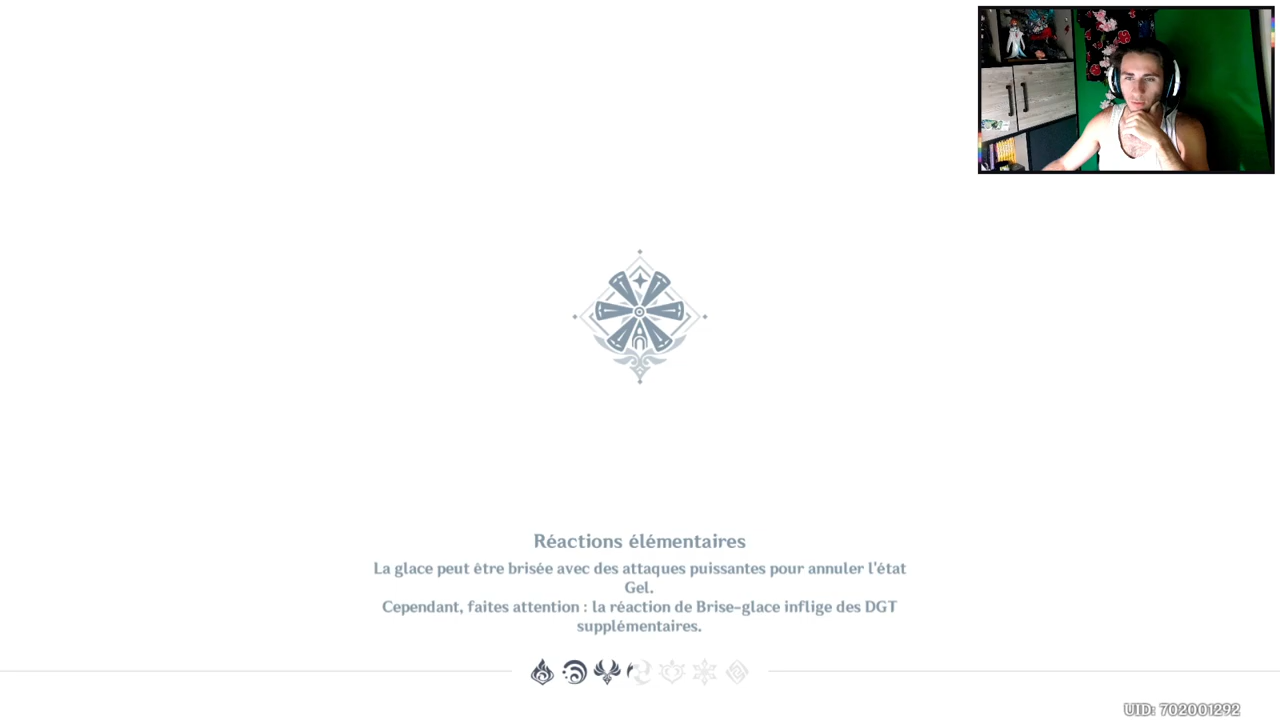 Réactions élémentaires
La glace peut être brisée avec des attaques puissantes pour annuler l'état
Gel.
Cependant, faites attention : la réaction de Brise-glace inflige des DGT
supplémentaires.
UID: 702001292